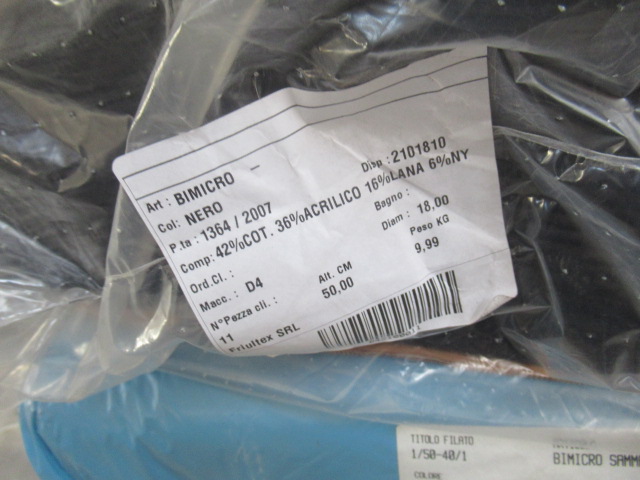 Art : BIMICRO –
Disp : 2101810
Col: NERO
P.ta : 1364 / 2007
Comp: 42%COT. 36%ACRILICO 16%LANA 6%NY
Ord.Cl. :
Bagno :
Macc. : D4
Diam : 18,00
N°Pezza cli. :
Alt. CM
Peso KG
11
50,00
9,99
Friultex SRL
TITOLO FILATO
1/50-40/1
BIMICRO SAMM
COLORE